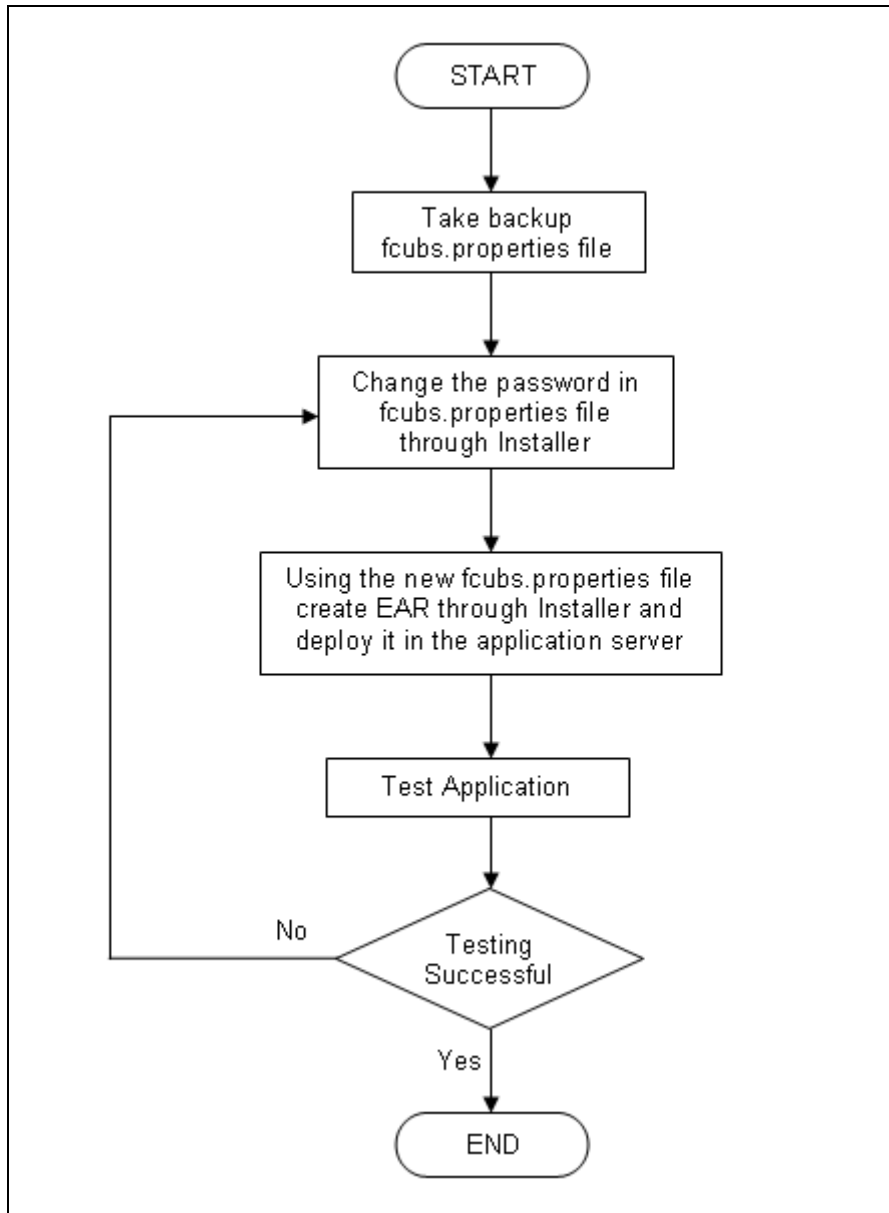 START
Take backup
fcubs.properties file
Change the password in
fcubs.properties file
through Installer
Using the new fcubs.properties file
create EAR through Installer and
deploy it in the application server
Test Application
No
Testing
Successful
Yes
END